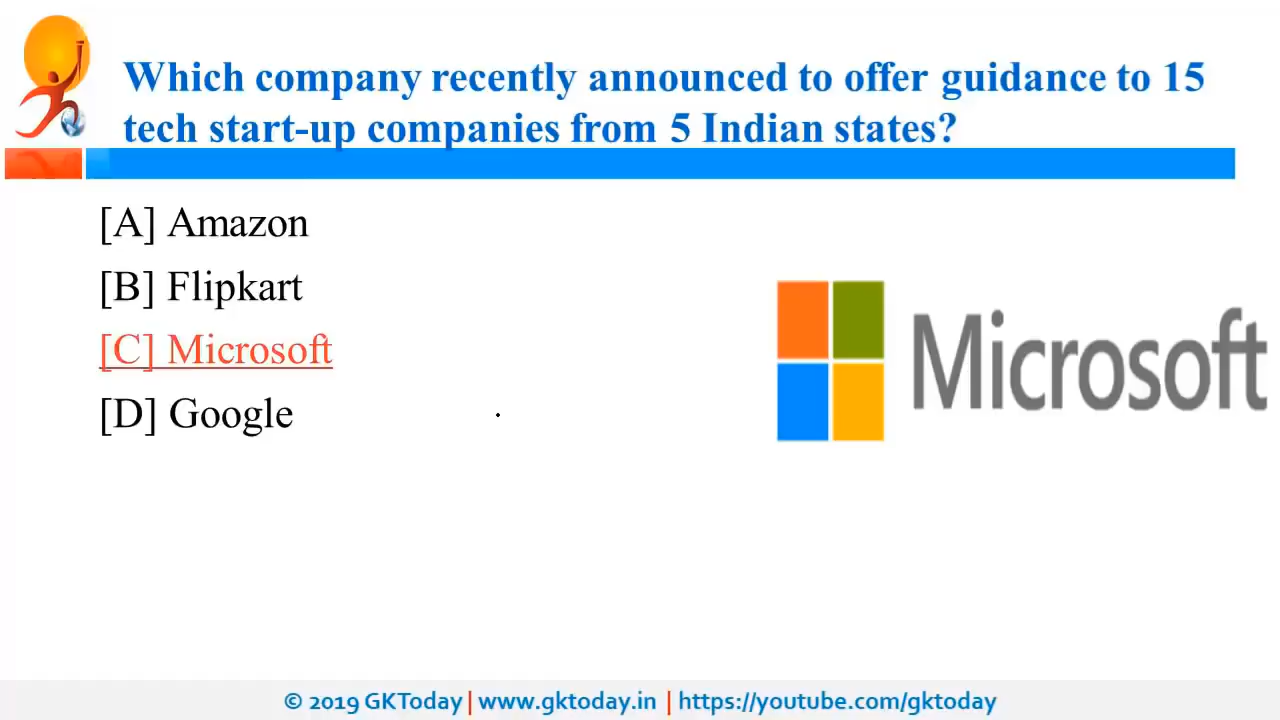 Which company recently announced to offer guidance to 15
tech start-up companies from 5 Indian states?
[A] Amazon
[B] Flipkart
[C] Microsoft
[D] Google
Microsoft
© 2019 GKToday | www.gktoday.in | https://youtube.com/gktoday